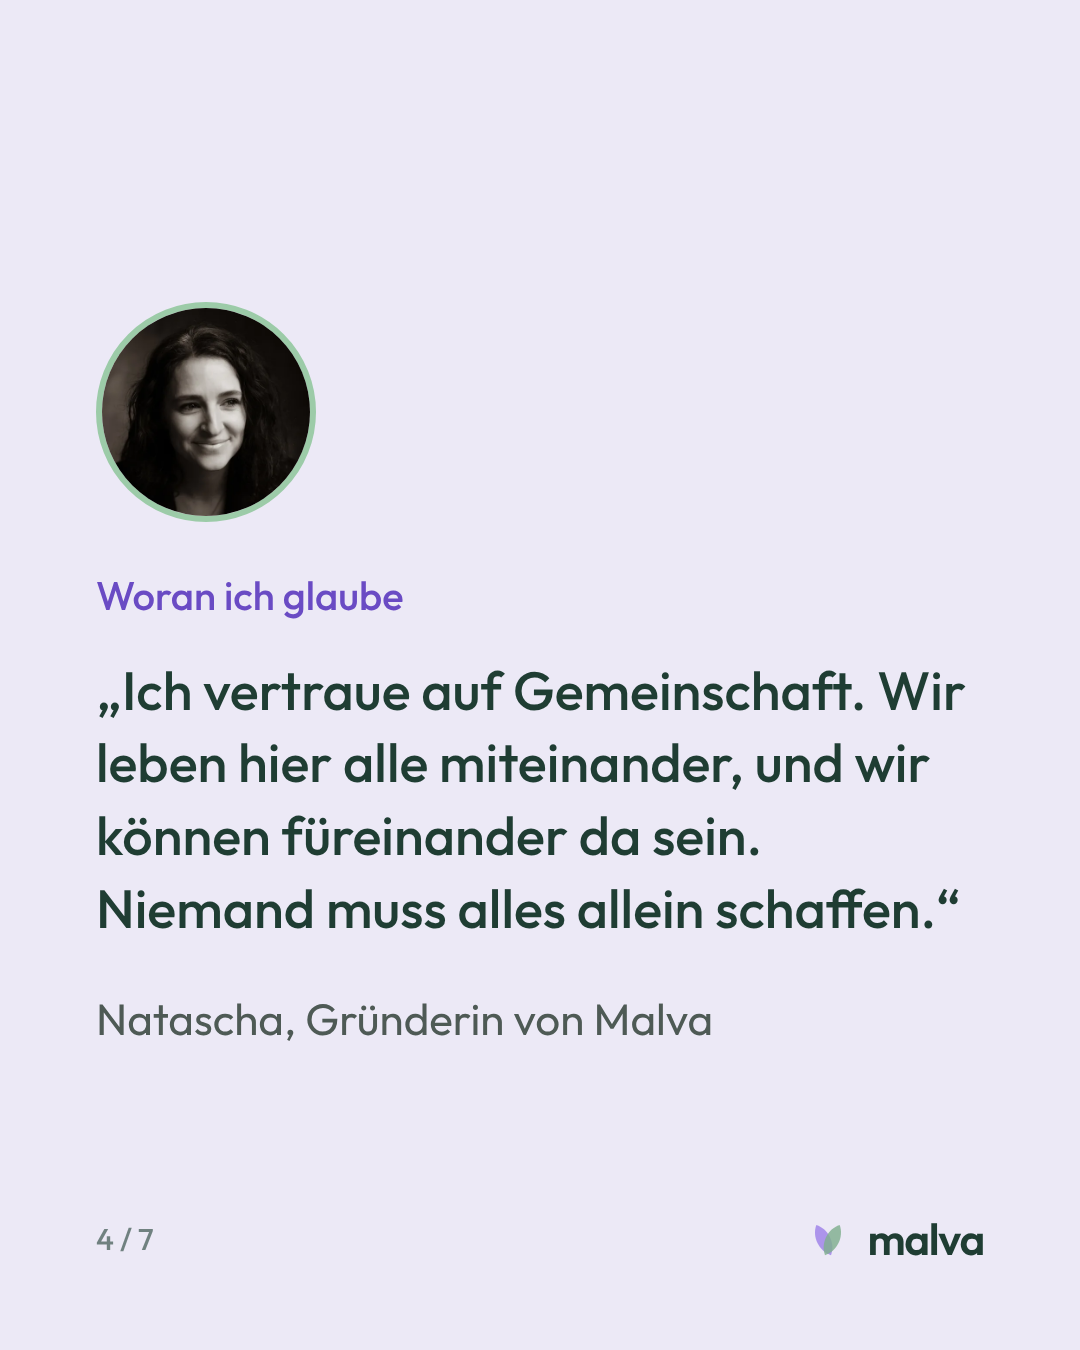 Woran ich glaube
„Ich vertraue auf Gemeinschaft. Wir
leben hier alle miteinander, und wir
können füreinander da sein.
Niemand muss alles allein schaffen.“
Natascha, Gründerin von Malva
4 / 7
malva